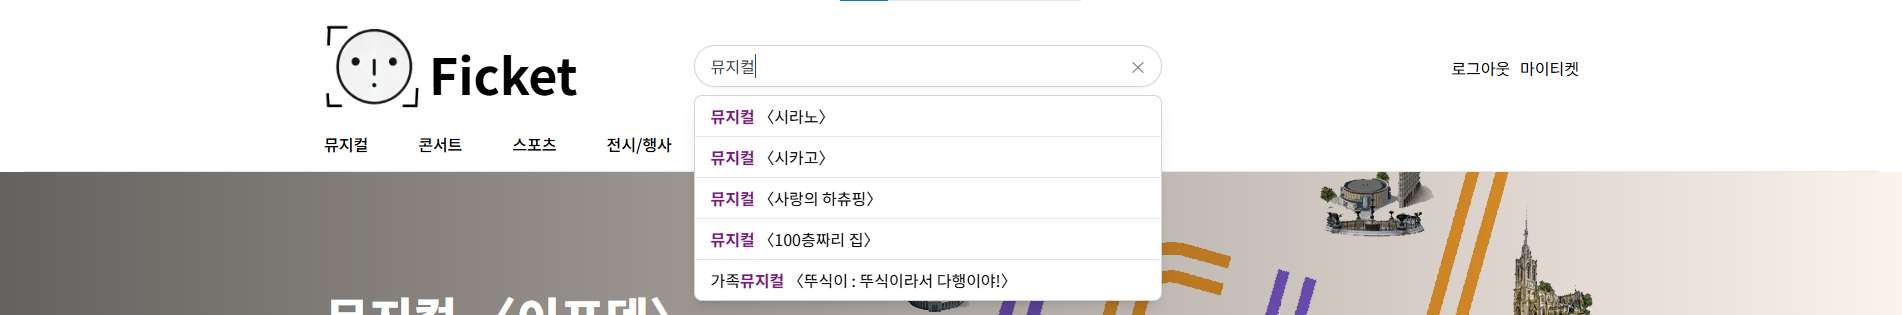 Ficket
뮤지컬
로그아웃 마이티켓
뮤지컬 콘서트 스포츠 전시/행사
뮤지컬 〈시라노〉
뮤지컬 〈시카고〉
뮤지컬 〈사랑의 하츄핑〉
뮤지컬 〈100층짜리 집〉
가족뮤지컬 〈뚜식이 : 뚜식이라서 다행이야!〉
뮤지컬